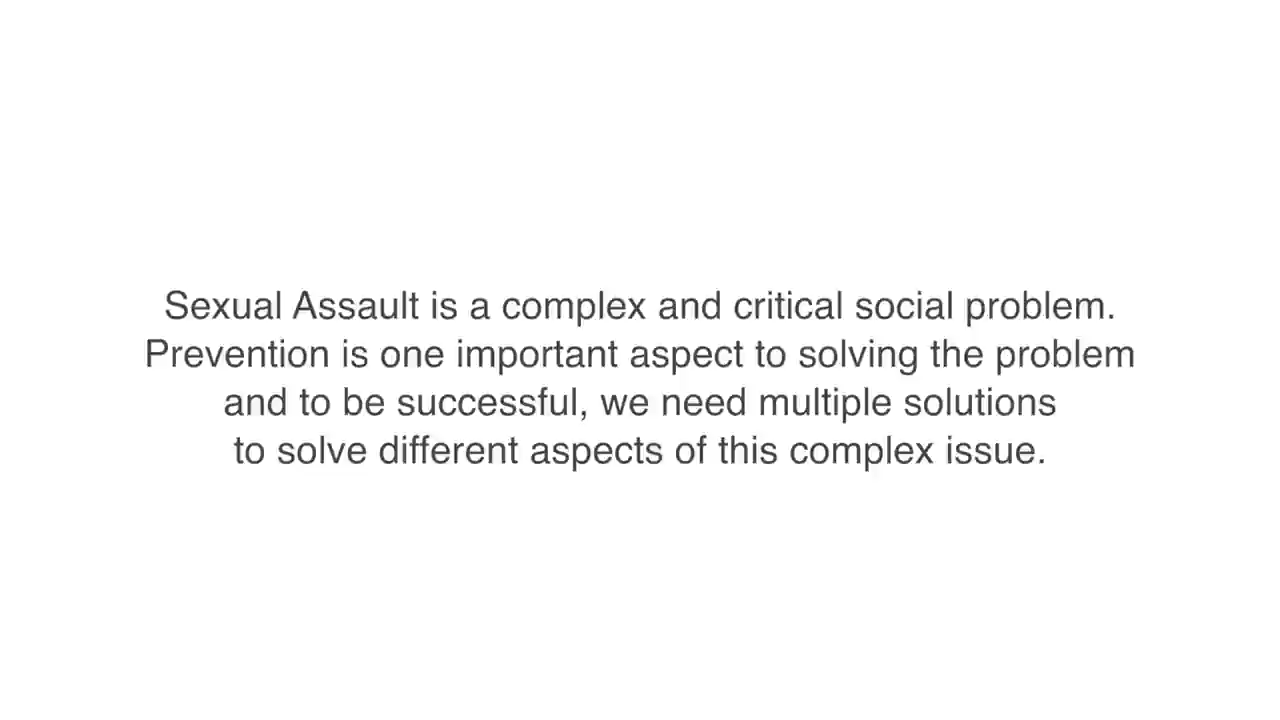 Sexual Assault is a complex and critical social problem.
Prevention is one important aspect to solving the problem
and to be successful, we need multiple solutions
to solve different aspects of this complex issue.